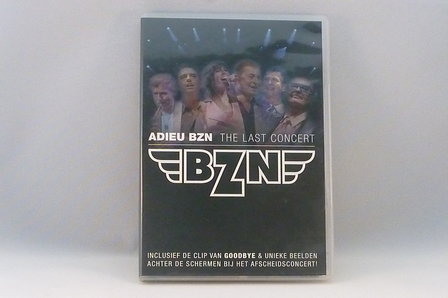 ADIEU BZN THE LAST CONCERT
BZN
INCLUSIEF DE CLIP VAN GOODBYE & UNIEKE BEELDEN
ACHTER DE SCHERMEN BIJ HET AFSCHEIDSCONCERT!